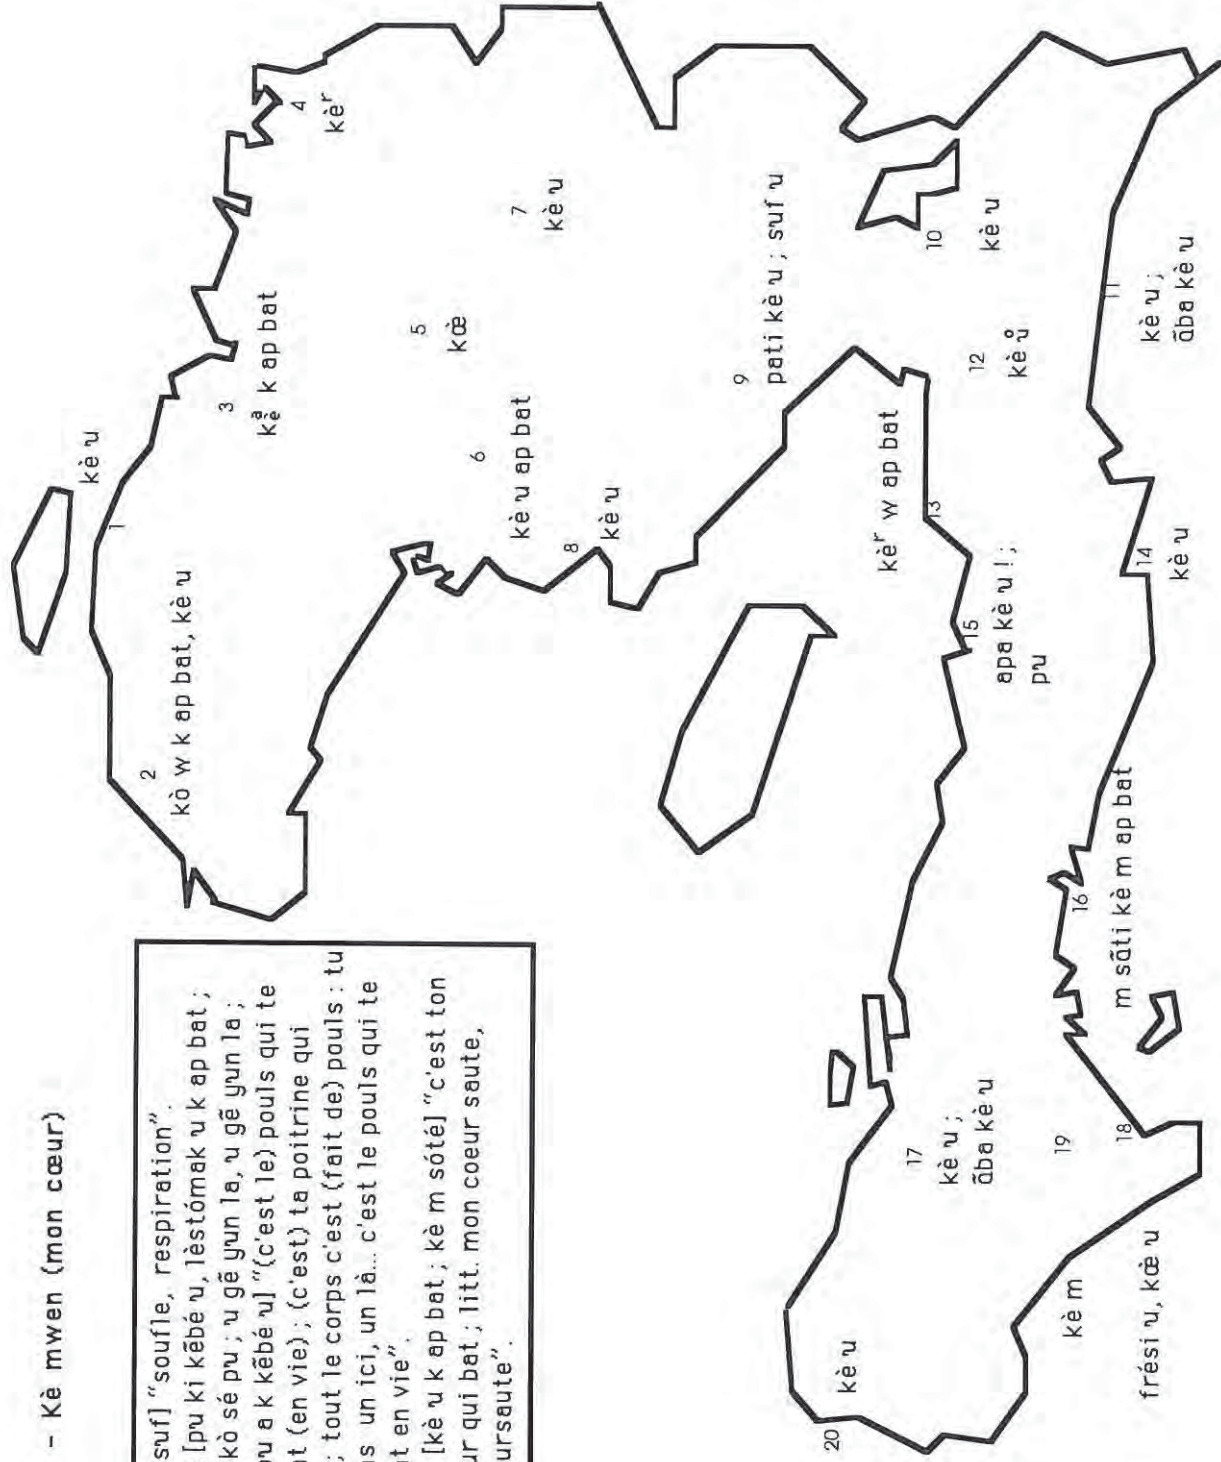 – Kè mwen (mon cœur)
suf] "soufle, respiration".
[pu ki kẽbé u, lèstómak u k ap bat ;
kò sé pu ; u gẽ yun la, u gẽ yun la ;
u a k kẽbé u] "(c'est le) pouls qui te
nt (en vie) ; (c'est) ta poitrine qui
; tout le corps c'est (fait de) pouls : tu
s un ici, un là... c'est le pouls qui te
t en vie".
[kè u k ap bat ; kè m sóté] "c'est ton
ur qui bat ; litt. mon coeur saute,
ursaute".
1
kè u
2
kò w k ap bat, kè u
3
kè k ap bat
4
kèʳ
5
kœ̀
6
kè u ap bat
7
kè u
8
kè u
9
pati kè u ; suf u
10
kè u
11
kè u ;
ãba kè u
12
kè ů
13
kèʳ w ap bat
14
kè u
15
apa kè u ! ;
pu
16
m sãti kè m ap bat
17
kè u ;
ãba kè u
18
frési u, kœ̀ u
19
kè m
20
kè u